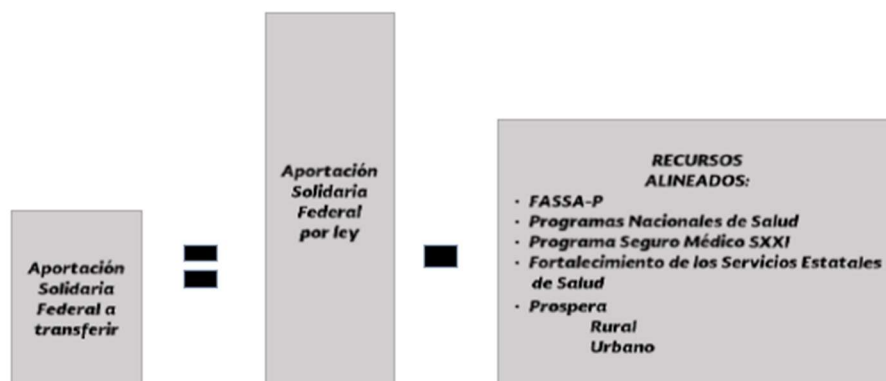 Aportación
Solidaria
Federal a
transferir
Aportación
Solidaria
Federal
por ley
RECURSOS
ALINEADOS:
· FASSA-P
· Programas Nacionales de Salud
· Programa Seguro Médico SXXI
· Fortalecimiento de los Servicios Estatales
de Salud
· Prospera
Rural
Urbano